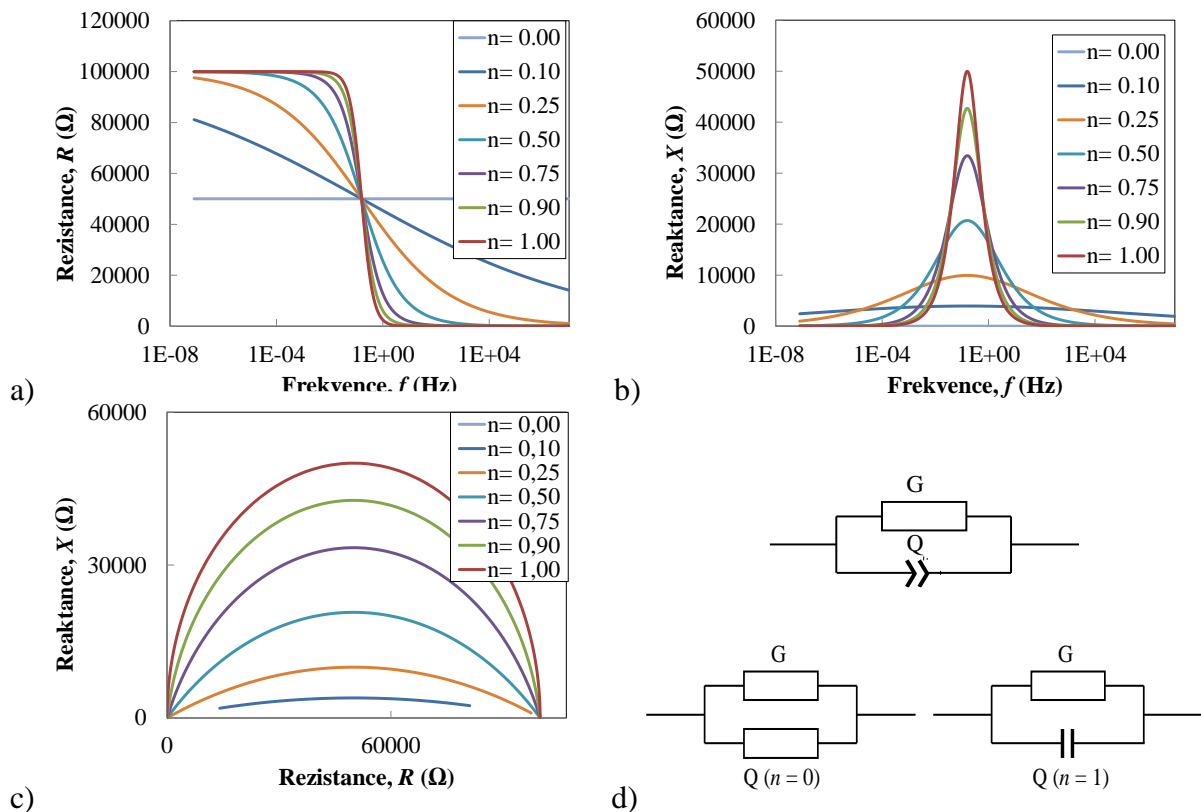 120000
100000
80000
60000
40000
20000
0
1E-08 1E-04 1E+00 1E+04
Rezistance, R (Ω)
Frekvence, f (Hz)
n= 0.00
n= 0.10
n= 0.25
n= 0.50
n= 0.75
n= 0.90
n= 1.00
a)
60000
50000
40000
30000
20000
10000
0
1E-08 1E-04 1E+00 1E+04
Reaktance, X (Ω)
Frekvence, f (Hz)
n= 0.00
n= 0.10
n= 0.25
n= 0.50
n= 0.75
n= 0.90
n= 1.00
b)
60000
30000
0
0 60000
Reaktance, X (Ω)
Rezistance, R (Ω)
n= 0,00
n= 0,10
n= 0,25
n= 0,50
n= 0,75
n= 0,90
n= 1,00
c)
G
Q
G
Q (n = 0)
G
Q (n = 1)
d)